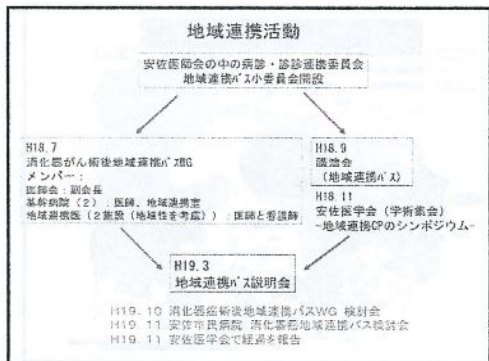 地域連携活動
安佐医師会の中の病診・診診連携委員会
地域連携パス小委員会開設
H18.7
消化器がん術後地域連携パスWG
メンバー：
医師会：副会長
基幹病院（2）：医師、地域連携室
地域連携医（2施設（地域性を考慮））：医師と看護師
H18.9
講演会
（地域連携パス）
H18.11
安佐医学会（学術集会）
-地域連携CPのシンポジウム-
H19.3
地域連携パス説明会
H19.10 消化器癌術後地域連携パスWG 検討会
H19.11 安佐市民病院 消化器癌地域連携パス検討会
H19.11 安佐医学会で経過を報告